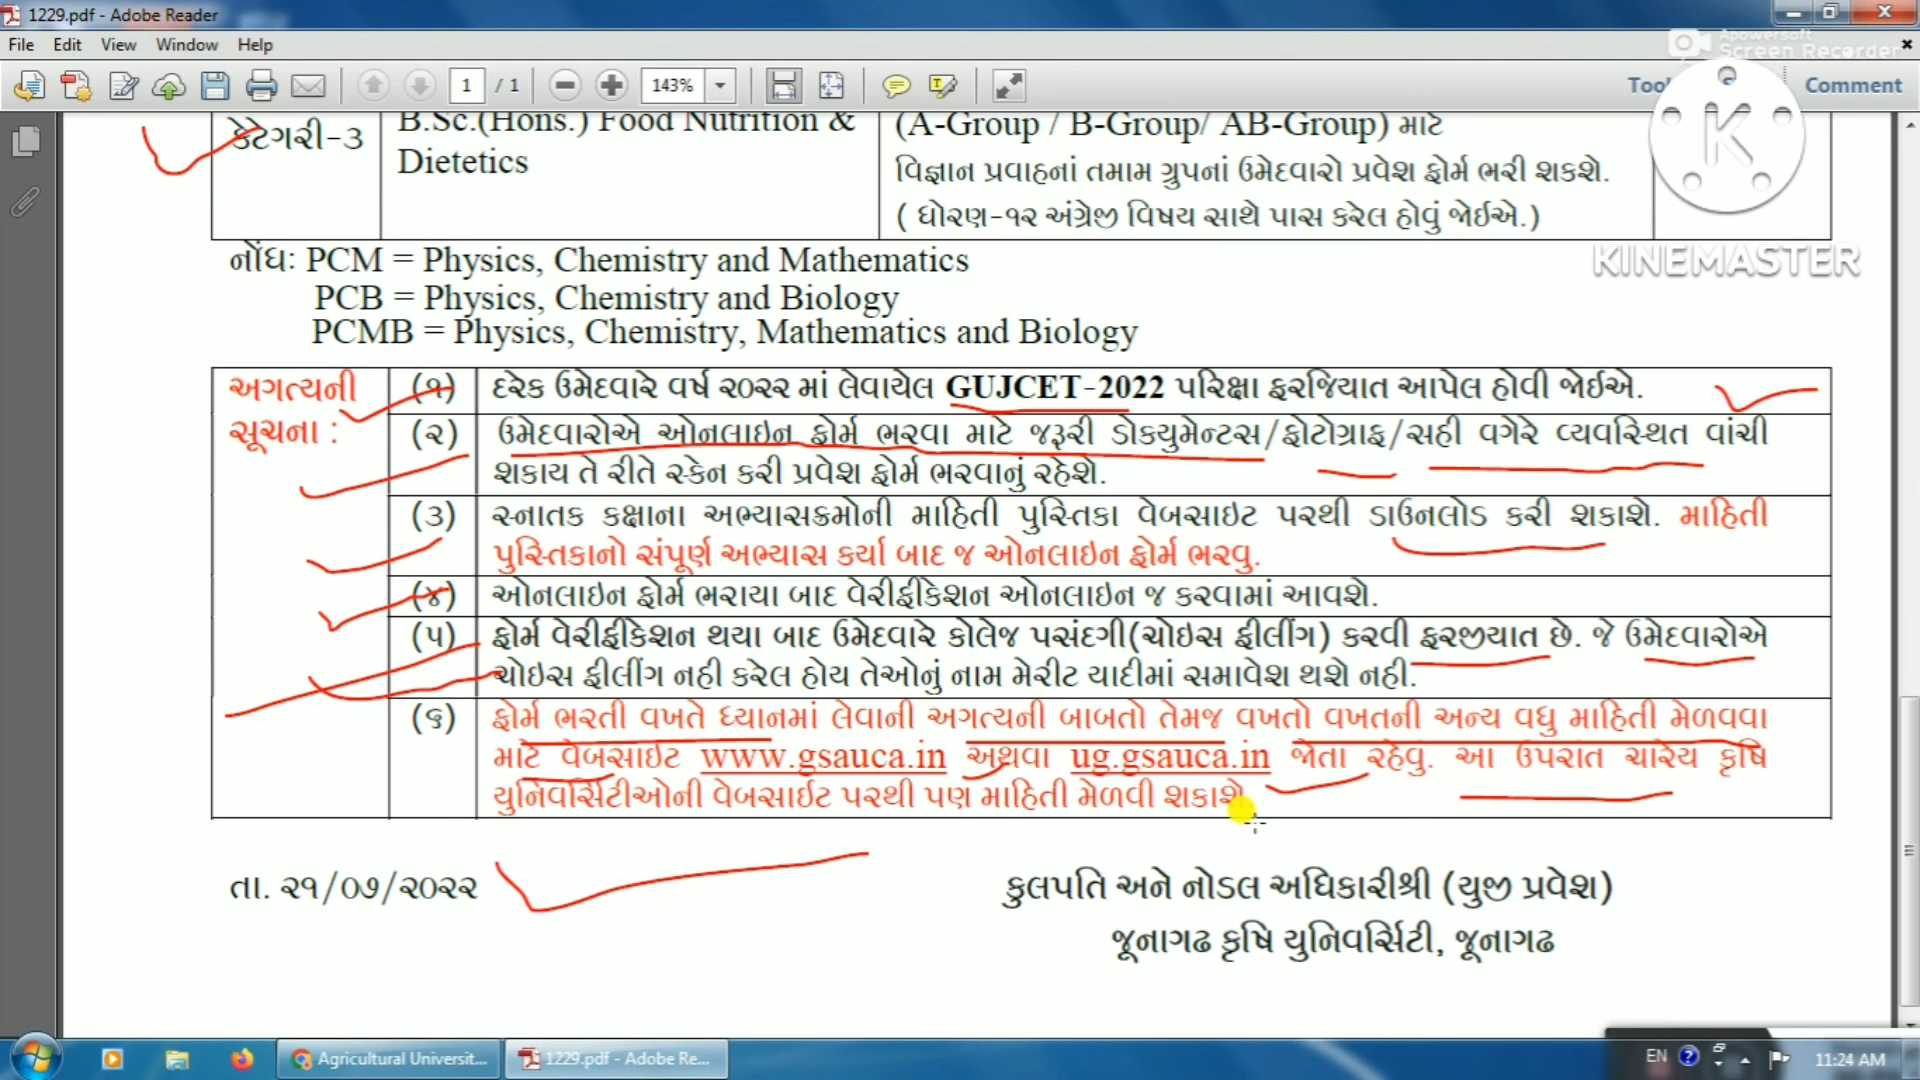 1229.pdf - Adobe Reader
Apowersoft
Screen Recorder
File Edit View Window Help
1 / 1 143% Comment
કેટેગરી-૩
B.Sc.(Hons.) Food Nutrition &
Dietetics
(A-Group / B-Group/ AB-Group) માટે
વિજ્ઞાન પ્રવાહનાં તમામ ગ્રુપનાં ઉમેદવારો પ્રવેશ ફોર્મ ભરી શકશે.
( ધોરણ-૧૨ અંગ્રેજી વિષય સાથે પાસ કરેલ હોવું જોઈએ.)
K
KINEMASTER
નોંધઃ PCM = Physics, Chemistry and Mathematics
PCB = Physics, Chemistry and Biology
PCMB = Physics, Chemistry, Mathematics and Biology
અગત્યની
સૂચના :
(૧) દરેક ઉમેદવારે વર્ષ ૨૦૨૨ માં લેવાયેલ GUJCET-2022 પરિક્ષા ફરજિયાત આપેલ હોવી જોઈએ.
(૨) ઉમેદવારોએ ઓનલાઇન ફોર્મ ભરવા માટે જરૂરી ડોક્યુમેન્ટસ/ફોટોગ્રાફ/સહી વગેરે વ્યવસ્થિત વાંચી
શકાય તે રીતે સ્કેન કરી પ્રવેશ ફોર્મ ભરવાનું રહેશે.
(૩) સ્નાતક કક્ષાના અભ્યાસક્રમોની માહિતી પુસ્તિકા વેબસાઇટ પરથી ડાઉનલોડ કરી શકાશે. માહિતી
પુસ્તિકાનો સંપૂર્ણ અભ્યાસ કર્યા બાદ જ ઓનલાઇન ફોર્મ ભરવુ.
(૪) ઓનલાઇન ફોર્મ ભરાયા બાદ વેરીફીકેશન ઓનલાઇન જ કરવામાં આવશે.
(૫) ફોર્મ વેરીફીકેશન થયા બાદ ઉમેદવારે કોલેજ પસંદગી(ચોઇસ ફીલીંગ) કરવી ફરજીયાત છે. જે ઉમેદવારોએ
ચોઇસ ફીલીંગ નહી કરેલ હોય તેઓનું નામ મેરીટ યાદીમાં સમાવેશ થશે નહી.
(૬) ફોર્મ ભરતી વખતે ધ્યાનમાં લેવાની અગત્યની બાબતો તેમજ વખતો વખતની અન્ય વધુ માહિતી મેળવવા
માટે વેબસાઈટ www.gsauca.in અથવા ug.gsauca.in જોતા રહેવુ. આ ઉપરાંત ચારેય કૃષિ
યુનિવર્સિટીઓની વેબસાઈટ પરથી પણ માહિતી મેળવી શકાશે
તા. ૨૧/૦૭/૨૦૨૨
કુલપતિ અને નોડલ અધિકારીશ્રી (યુજી પ્રવેશ)
જૂનાગઢ કૃષિ યુનિવર્સિટી, જૂનાગઢ
Agricultural Universit... 1229.pdf - Adobe Re... EN 11:24 AM